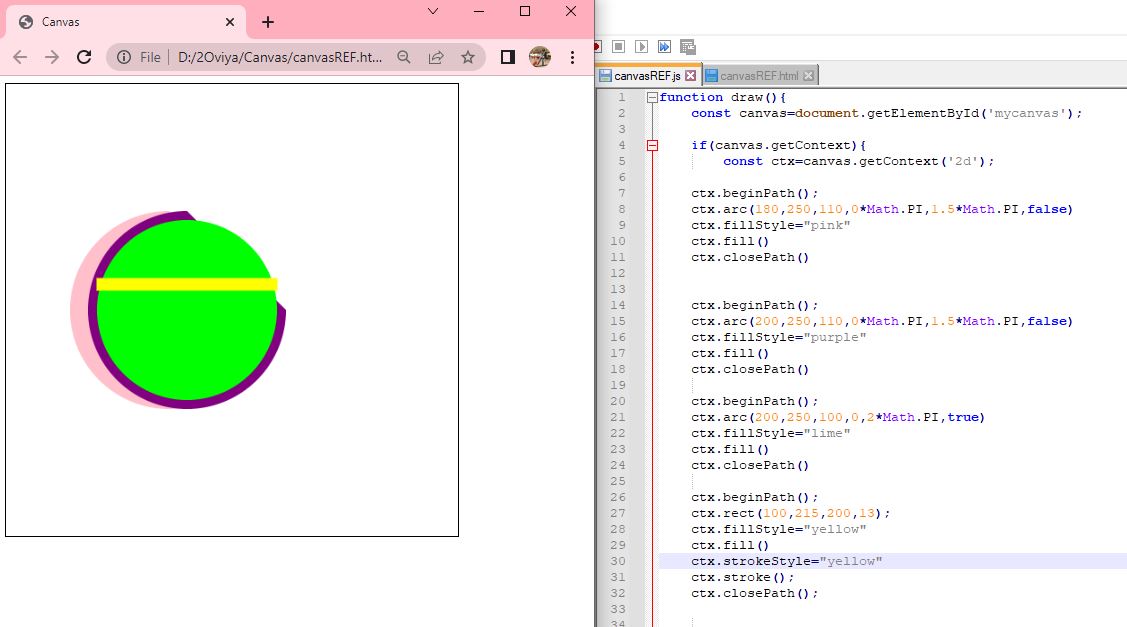 Canvas
File D:/2Oviya/Canvas/canvasREF.ht...
canvasREF.js canvasREF.html
1 function draw(){
2 const canvas=document.getElementById('mycanvas');
3
4 if(canvas.getContext){
5 const ctx=canvas.getContext('2d');
6
7 ctx.beginPath();
8 ctx.arc(180,250,110,0*Math.PI,1.5*Math.PI,false)
9 ctx.fillStyle="pink"
10 ctx.fill()
11 ctx.closePath()
12
13
14 ctx.beginPath();
15 ctx.arc(200,250,110,0*Math.PI,1.5*Math.PI,false)
16 ctx.fillStyle="purple"
17 ctx.fill()
18 ctx.closePath()
19
20 ctx.beginPath();
21 ctx.arc(200,250,100,0,2*Math.PI,true)
22 ctx.fillStyle="lime"
23 ctx.fill()
24 ctx.closePath()
25
26 ctx.beginPath();
27 ctx.rect(100,215,200,13);
28 ctx.fillStyle="yellow"
29 ctx.fill()
30 ctx.strokeStyle="yellow"
31 ctx.stroke();
32 ctx.closePath();
33
34